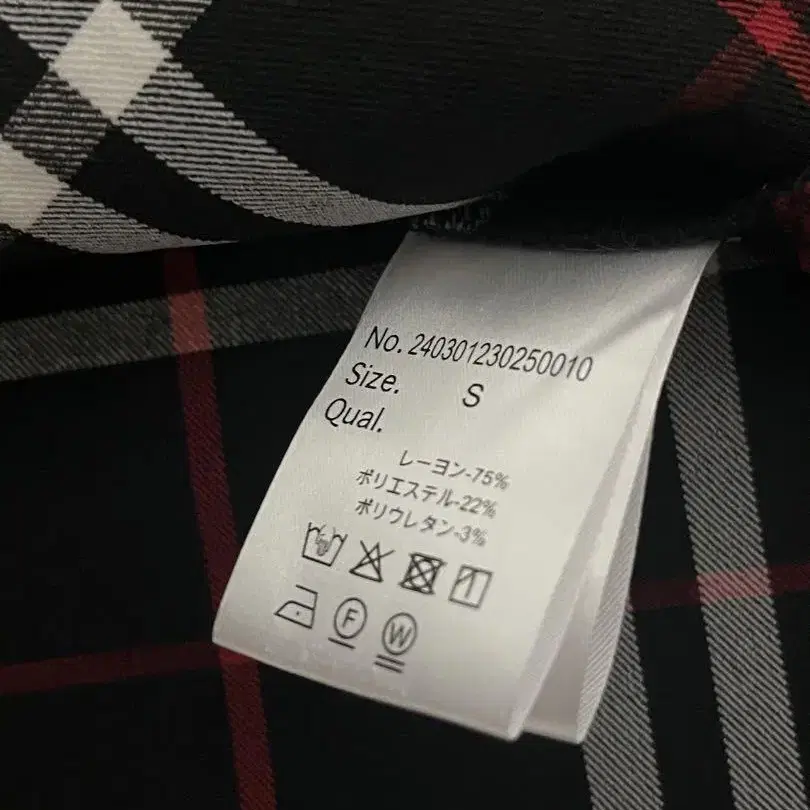 No. 240301230250010
Size. S
Qual.
レーヨン-75%
ポリエステル-22%
ポリウレタン-3%
F
W